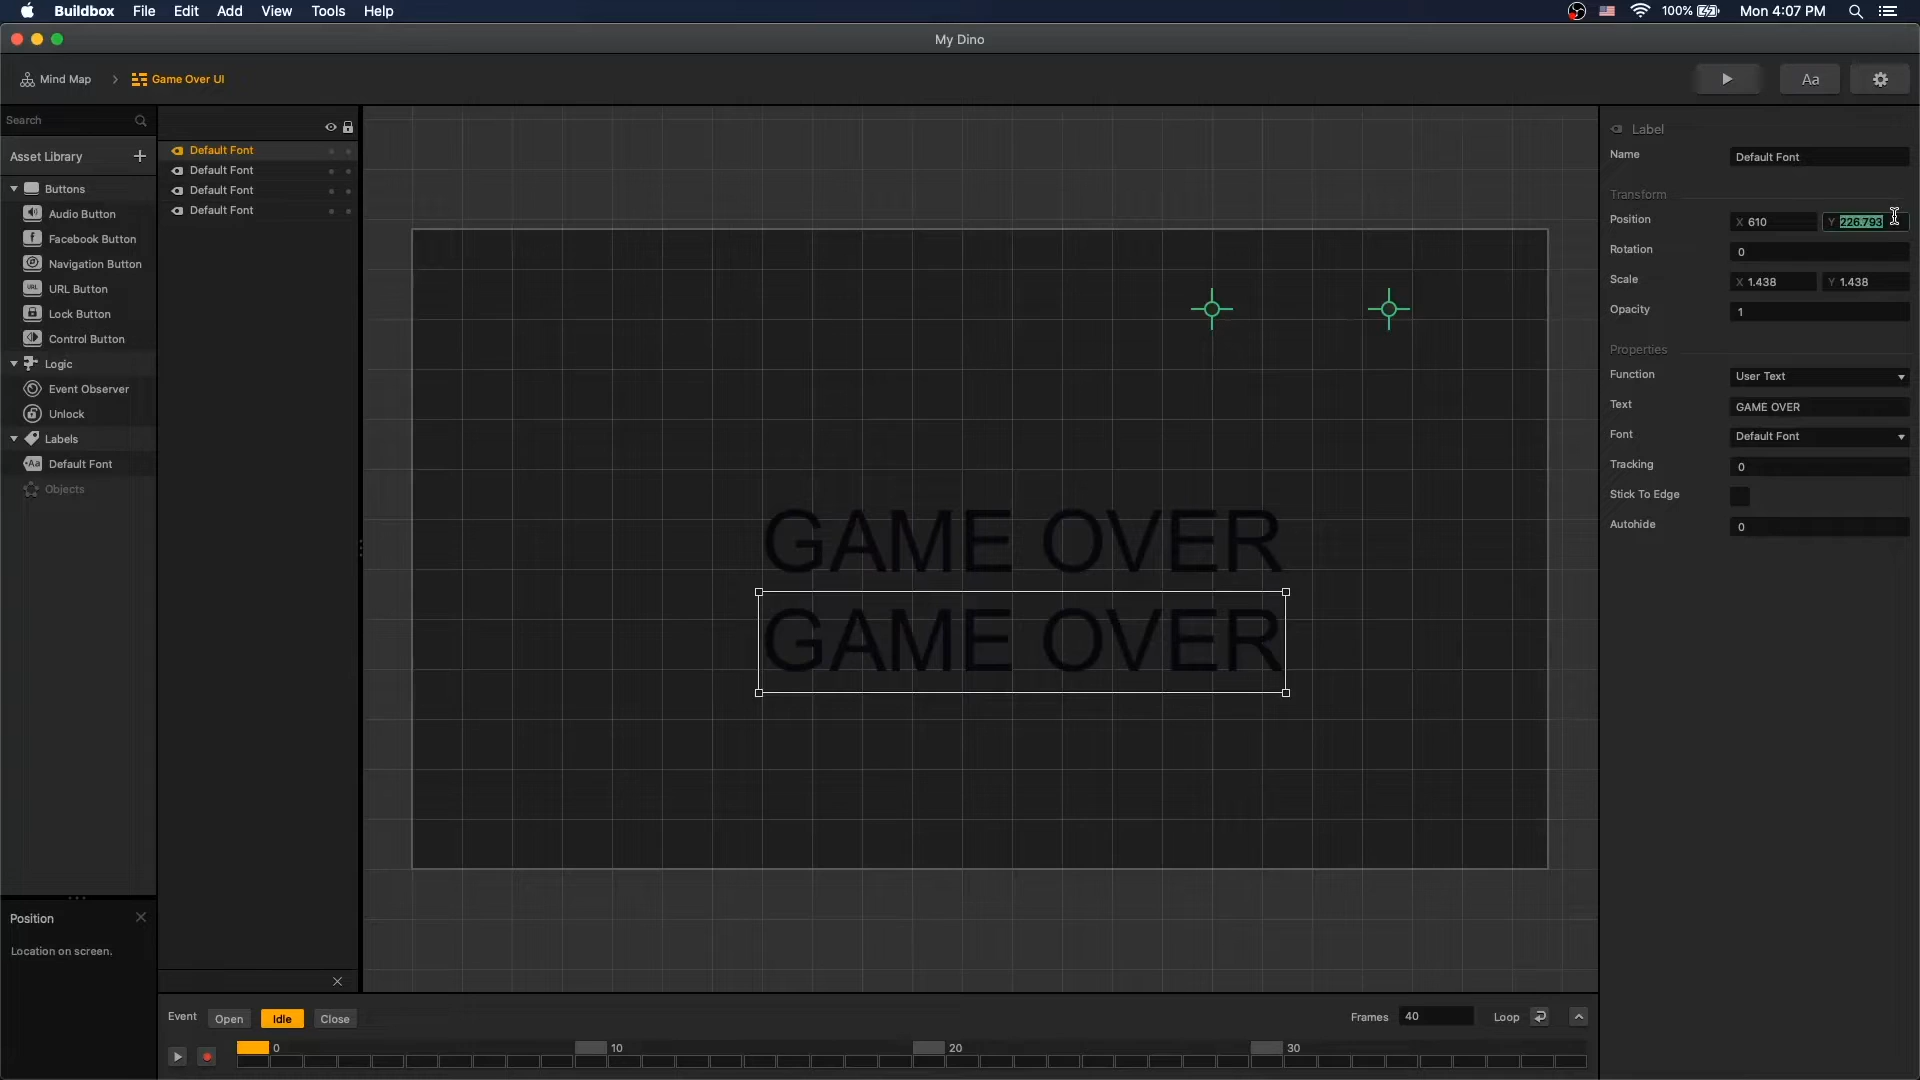 Buildbox File Edit View Tools Help 100% Mon 4:07 PM
My Dino
Mind Map Game Over UI Aa
Search
Asset Library
Buttons
Audio Button
Facebook Button
Navigation Button
URL Button
Lock Button
Control Button
Logic
Event Observer
Unlock
Labels
Default Font
Objects
Position
Location on screen.
Default Font
Default Font
Default Font
Default Font
GAME OVER
GAME OVER
Label
Name Default Font
Transform
Position X 610 Y 226.793
Rotation 0
Scale X 1.438 Y 1.438
Opacity 1
Properties
Function User Text
Text GAME OVER
Font Default Font
Tracking 0
Stick To Edge
Autohide 0
Event Open Idle Close Frames 40 Loop
0 10 20 30